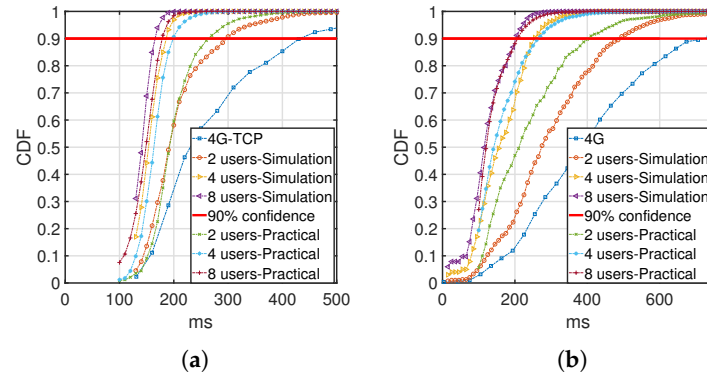 1
0.9
0.8
0.7
0.6
0.5
0.4
0.3
0.2
0.1
0
CDF
0 100 200 300 400 500
ms
4G-TCP
2 users-Simulation
4 users-Simulation
8 users-Simulation
90% confidence
2 users-Practical
4 users-Practical
8 users-Practical
(a)
1
0.9
0.8
0.7
0.6
0.5
0.4
0.3
0.2
0.1
0
CDF
0 200 400 600
ms
4G
2 users-Simulation
4 users-Simulation
8 users-Simulation
90% confidence
2 users-Practical
4 users-Practical
8 users-Practical
(b)